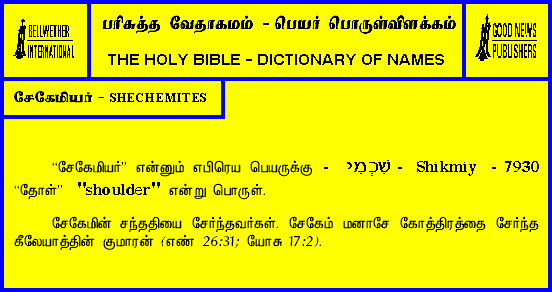 BELLWETHER
INTERNATIONAL
பரிசுத்த வேதாகமம் - பெயர் பொருள்விளக்கம்
THE HOLY BIBLE - DICTIONARY OF NAMES
GOOD NEWS
PUBLISHERS
சேகேமியர் - SHECHEMITES
“சேகேமியர்” என்னும் எபிரெய பெயருக்கு - שִׁכְמִי - Shikmiy - 7930
“தோள்” "shoulder" என்று பொருள்.
சேகேமின் சந்ததியை சேர்ந்தவர்கள். சேகேம் மனாசே கோத்திரத்தை சேர்ந்த
கீலேயாத்தின் குமாரன் (எண் 26:31; யோசு 17:2).